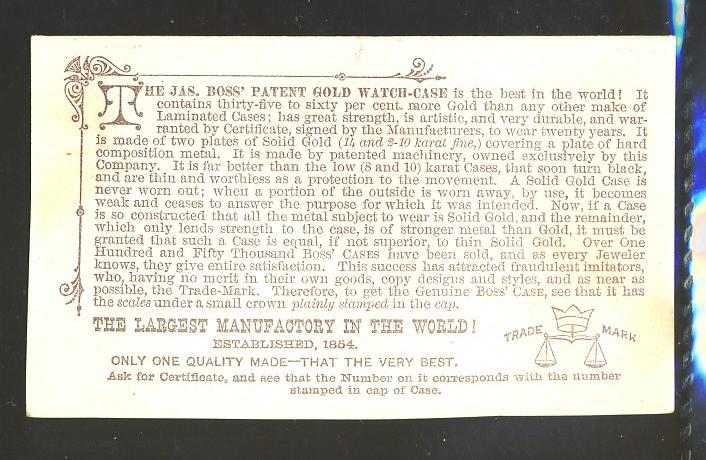 THE JAS. BOSS' PATENT GOLD WATCH-CASE is the best in the world! It
contains thirty-five to sixty per cent. more Gold than any other make of
Laminated Cases; has great strength, is artistic, and very durable, and war-
ranted by Certificate, signed by the Manufacturers, to wear twenty years. It
is made of two plates of Solid Gold (14 and 2-10 karat fine,) covering a plate of hard
composition metal. It is made by patented machinery, owned exclusively by this
Company. It is far better than the low (8 and 10) karat Cases, that soon turn black,
and are thin and worthless as a protection to the movement. A Solid Gold Case is
never worn out; when a portion of the outside is worn away, by use, it becomes
weak and ceases to answer the purpose for which it was intended. Now, if a Case
is so constructed that all the metal subject to wear is Solid Gold, and the remainder,
which only lends strength to the case, is of stronger metal than Gold, it must be
granted that such a Case is equal, if not superior, to thin Solid Gold. Over One
Hundred and Fifty Thousand BOSS' CASES have been sold, and as every Jeweler
knows, they give entire satisfaction. This success has attracted fraudulent imitators,
who, having no merit in their own goods, copy designs and styles, and as near as
possible, the Trade-Mark. Therefore, to get the Genuine BOSS' CASE, see that it has
the scales under a small crown plainly stamped in the cap.
THE LARGEST MANUFACTORY IN THE WORLD!
ESTABLISHED, 1854.
TRADE MARK
ONLY ONE QUALITY MADE—THAT THE VERY BEST.
Ask for Certificate, and see that the Number on it corresponds with the number
stamped in cap of Case.